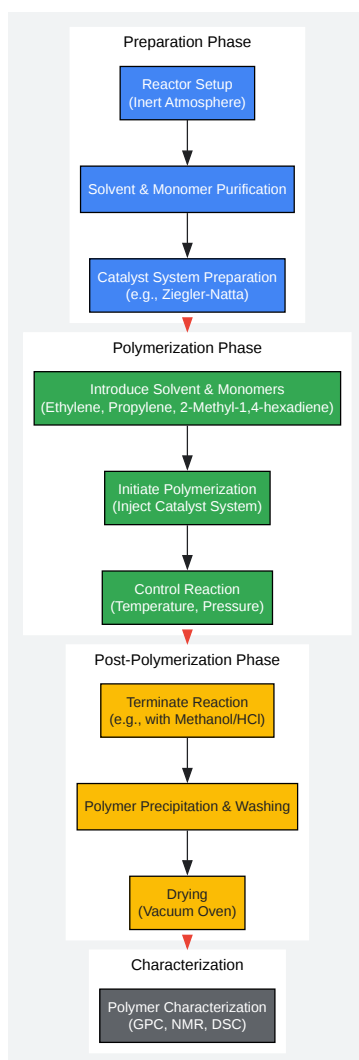 Preparation Phase
Reactor Setup
(Inert Atmosphere)
Solvent & Monomer Purification
Catalyst System Preparation
(e.g., Ziegler-Natta)
Polymerization Phase
Introduce Solvent & Monomers
(Ethylene, Propylene, 2-Methyl-1,4-hexadiene)
Initiate Polymerization
(Inject Catalyst System)
Control Reaction
(Temperature, Pressure)
Post-Polymerization Phase
Terminate Reaction
(e.g., with Methanol/HCl)
Polymer Precipitation & Washing
Drying
(Vacuum Oven)
Characterization
Polymer Characterization
(GPC, NMR, DSC)